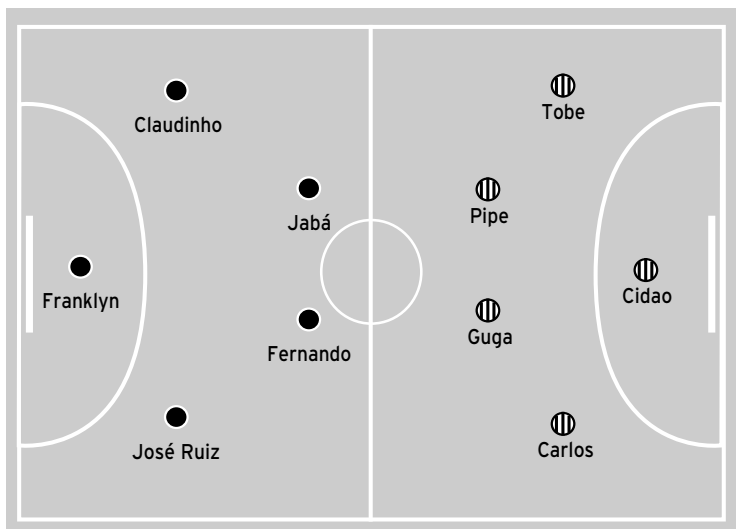 Claudinho
Jabá
Franklyn
Fernando
José Ruiz
Tobe
Pipe
Cidao
Guga
Carlos